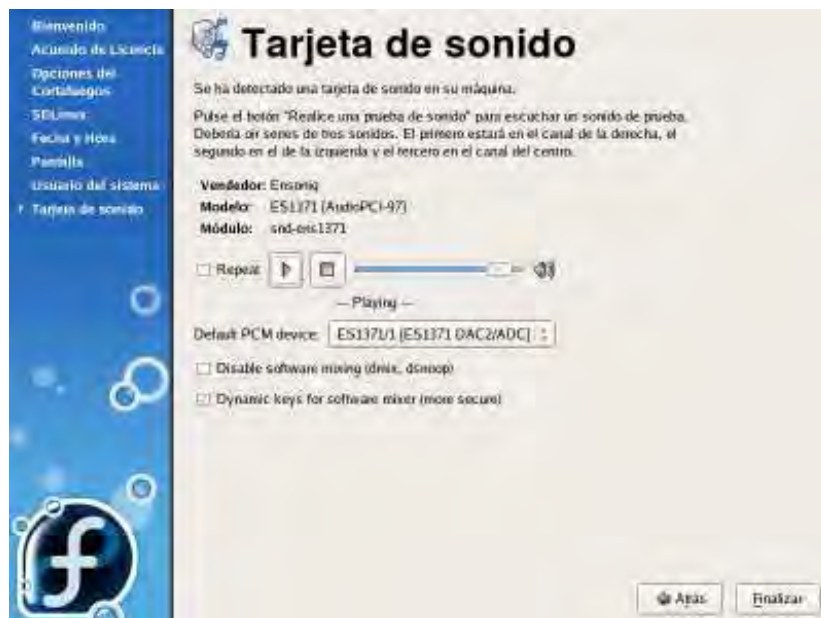 Bienvenido
Acuerdo de Licencia
Opciones del
Cortafuegos
SELinux
Fecha y Hora
Pantalla
Usuario del sistema
Tarjeta de sonido
Tarjeta de sonido
Se ha detectado una tarjeta de sonido en su máquina.
Pulse el botón "Realice una prueba de sonido" para escuchar un sonido de prueba.
Debería oir series de tres sonidos. El primero estará en el canal de la derecha, el
segundo en el de la izquierda y el tercero en el canal del centro.
Vendedor: Ensoniq
Modelo: ES1371 [AudioPCI-97]
Módulo: snd-ens1371
Repeat
— Playing —
Default PCM device: ES1371/1 [ES1371 DAC2/ADC]
Disable software mixing (dmix, dsnoop)
Dynamic keys for software mixer (more secure)
Atrás
Finalizar